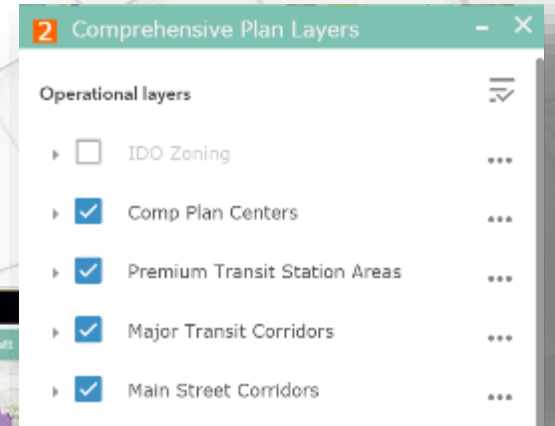 2 Comprehensive Plan Layers
Operational layers
IDO Zoning
Comp Plan Centers
Premium Transit Station Areas
Major Transit Corridors
Main Street Corridors